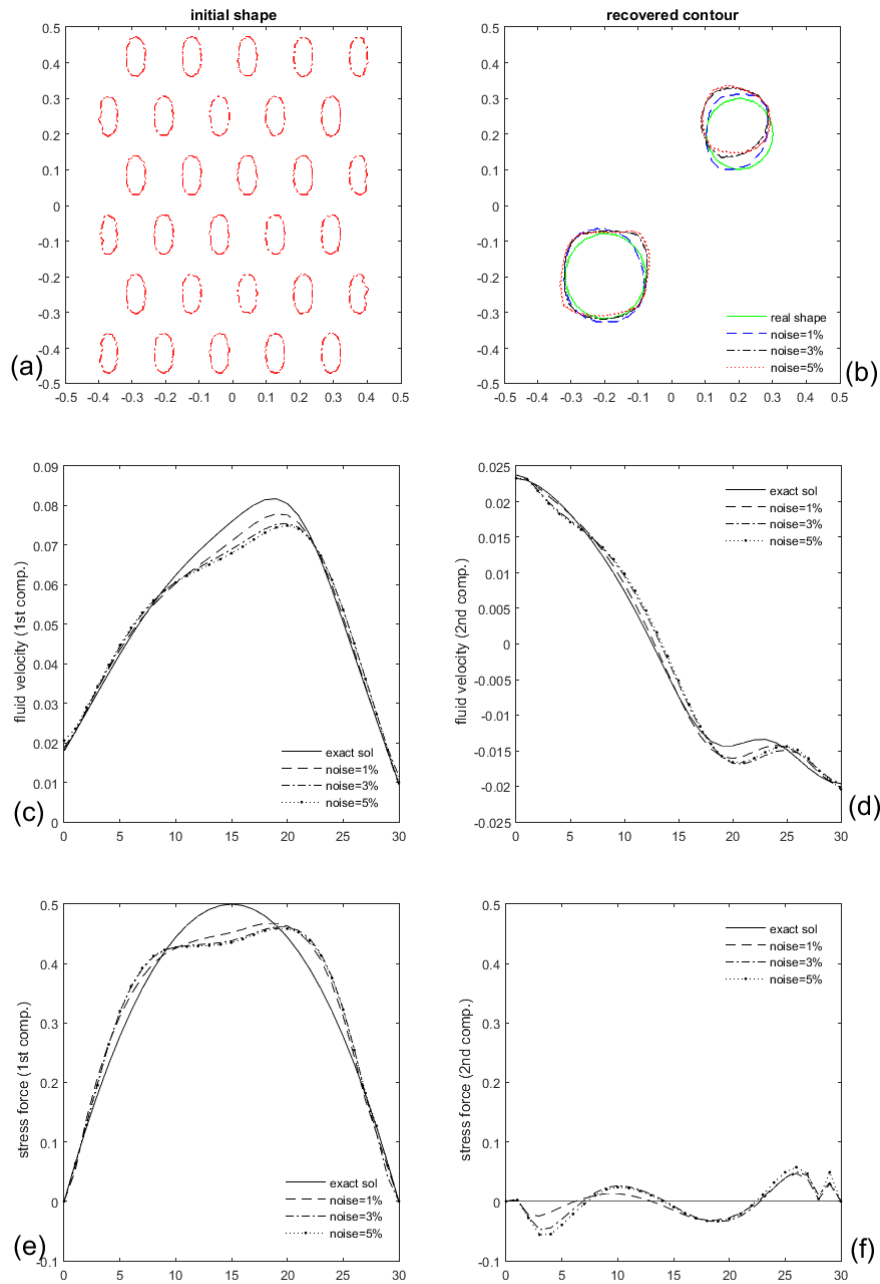 initial shape
0.5
0.4
0.3
0.2
0.1
0
-0.1
-0.2
-0.3
-0.4
-0.5
(a)
-0.5 -0.4 -0.3 -0.2 -0.1 0 0.1 0.2 0.3 0.4 0.5
recovered contour
0.5
0.4
0.3
0.2
0.1
0
-0.1
-0.2
-0.3
-0.4
-0.5
real shape
noise=1%
noise=3%
noise=5%
(b)
-0.5 -0.4 -0.3 -0.2 -0.1 0 0.1 0.2 0.3 0.4 0.5
fluid velocity (1st comp.)
0.09
0.08
0.07
0.06
0.05
0.04
0.03
0.02
0.01
0
exact sol
noise=1%
noise=3%
noise=5%
(c)
0 5 10 15 20 25 30
fluid velocity (2nd comp.)
0.025
0.02
0.015
0.01
0.005
0
-0.005
-0.01
-0.015
-0.02
-0.025
exact sol
noise=1%
noise=3%
noise=5%
(d)
0 5 10 15 20 25 30
stress force (1st comp.)
0.5
0.4
0.3
0.2
0.1
0
-0.1
exact sol
noise=1%
noise=3%
noise=5%
(e)
0 5 10 15 20 25 30
stress force (2nd comp.)
0.5
0.4
0.3
0.2
0.1
0
-0.1
exact sol
noise=1%
noise=3%
noise=5%
(f)
0 5 10 15 20 25 30